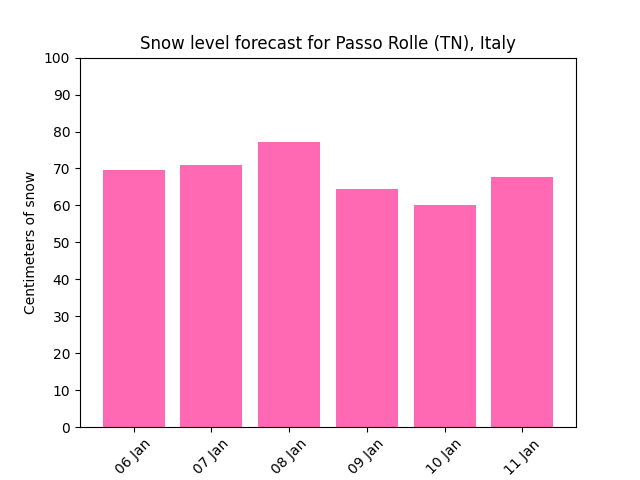 Snow level forecast for Passo Rolle (TN), Italy
Centimeters of snow
100
90
80
70
60
50
40
30
20
10
0
06 Jan
07 Jan
08 Jan
09 Jan
10 Jan
11 Jan